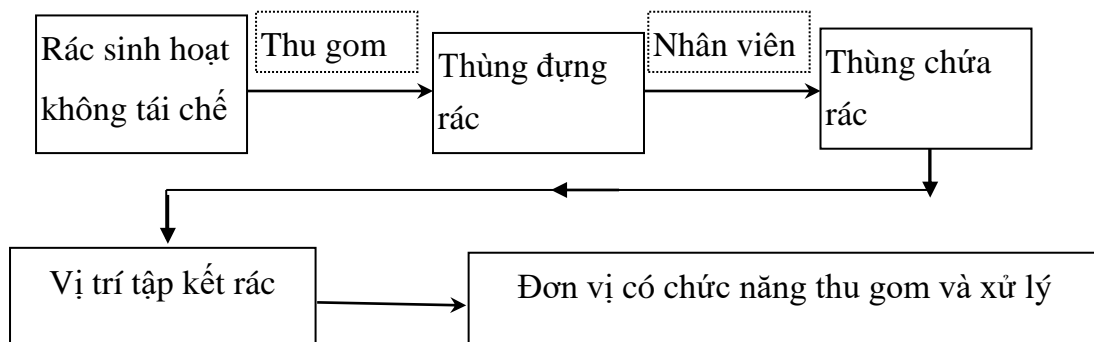 Rác sinh hoạt
không tái chế
Thu gom
Thùng đựng
rác
Nhân viên
Thùng chứa
rác
Vị trí tập kết rác
Đơn vị có chức năng thu gom và xử lý